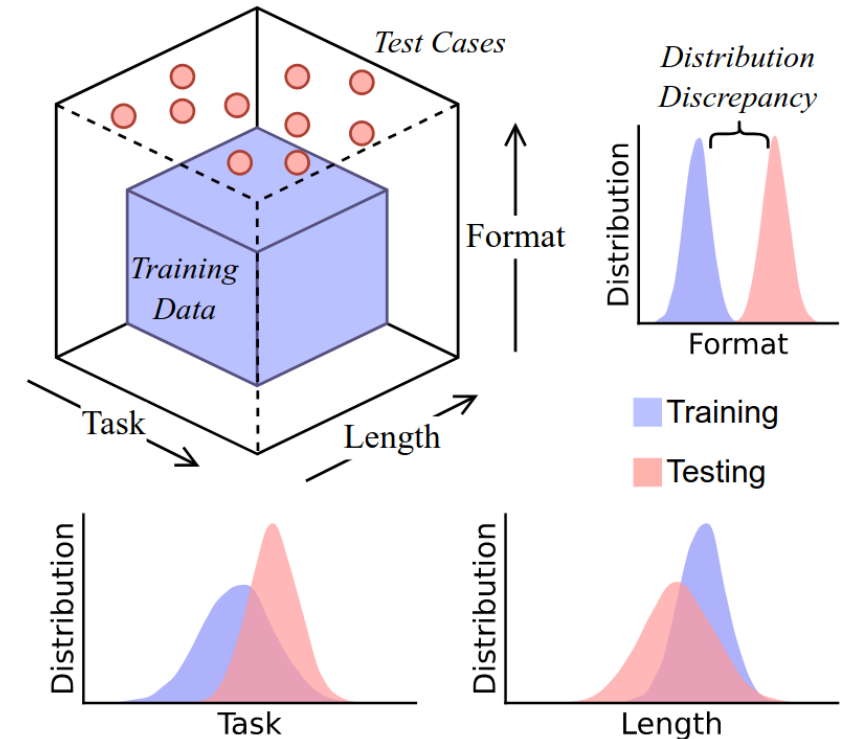 Test Cases
Training
Data
Format
Task
Length
Distribution
Discrepancy
Distribution
Format
Training
Testing
Distribution
Task
Distribution
Length